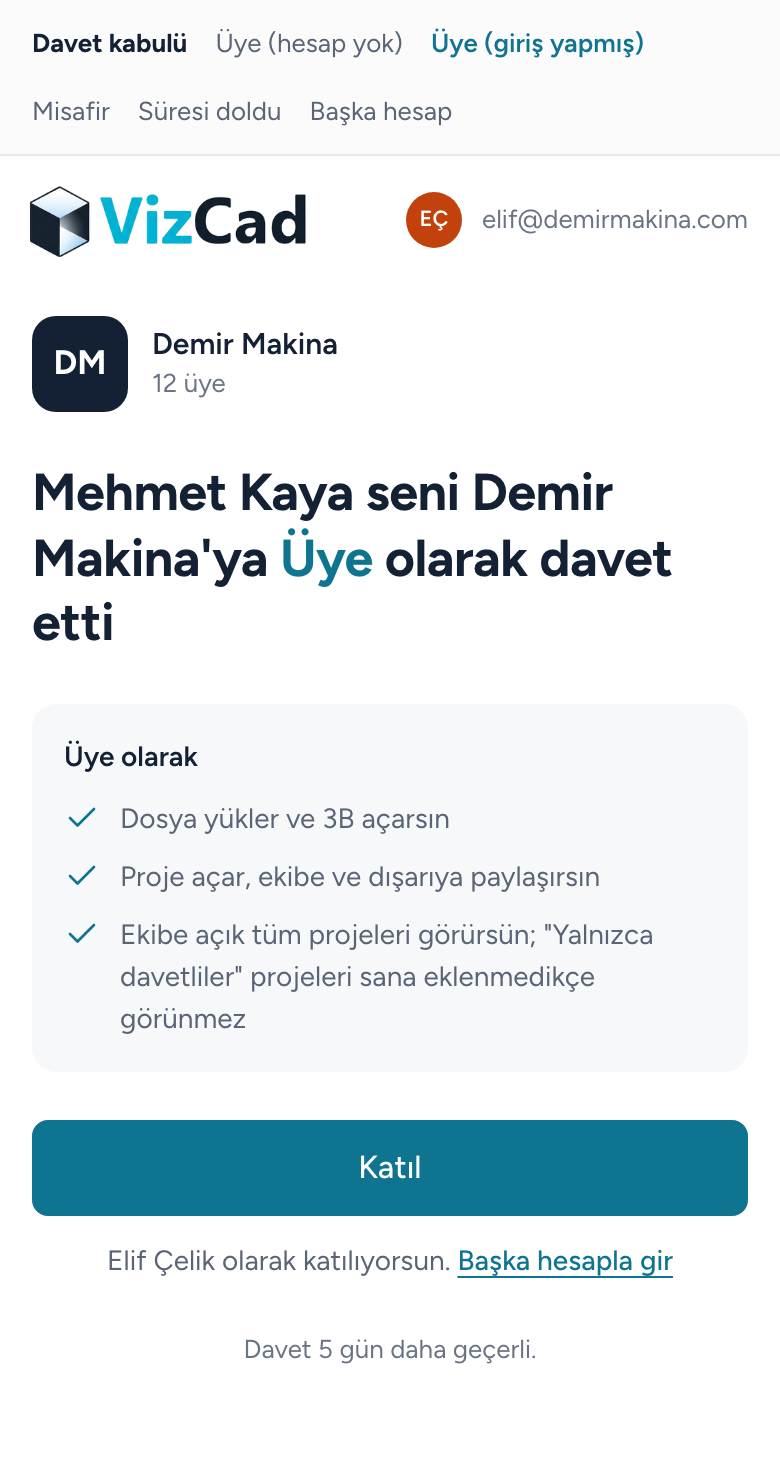 Davet kabulü Üye (hesap yok) Üye (giriş yapmış)
Misafir Süresi doldu Başka hesap
VizCad EÇ elif@demirmakina.com
DM Demir Makina
12 üye
Mehmet Kaya seni Demir
Makina'ya Üye olarak davet
etti
Üye olarak
Dosya yükler ve 3B açarsın
Proje açar, ekibe ve dışarıya paylaşırsın
Ekibe açık tüm projeleri görürsün; "Yalnızca
davetliler" projeleri sana eklenmedikçe
görünmez
Katıl
Elif Çelik olarak katılıyorsun. Başka hesapla gir
Davet 5 gün daha geçerli.